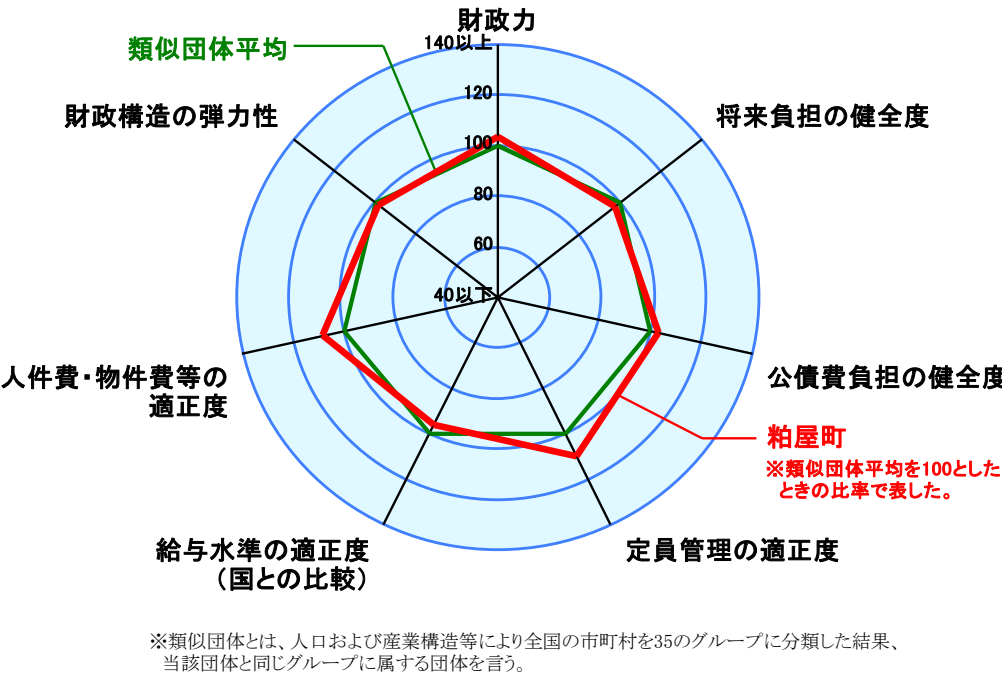 財政力
140以上
類似団体平均
120
財政構造の弾力性
将来負担の健全度
100
80
60
40以下
人件費・物件費等の
適正度
公債費負担の健全度
粕屋町
※類似団体平均を100とした
ときの比率で表した。
給与水準の適正度
(国との比較)
定員管理の適正度
※類似団体とは、人口および産業構造等により全国の市町村を35のグループに分類した結果、
当該団体と同じグループに属する団体を言う。